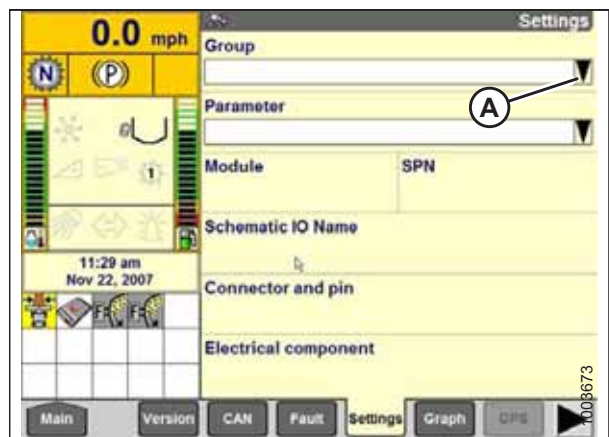 0.0 mph
Settings
N
(P)
Group
A
Parameter
Module
SPN
1
Schematic IO Name
11:29 am
Nov 22, 2007
Connector and pin
Electrical component
Main
Version
CAN
Fault
Settings
Graph
GPS
1003673